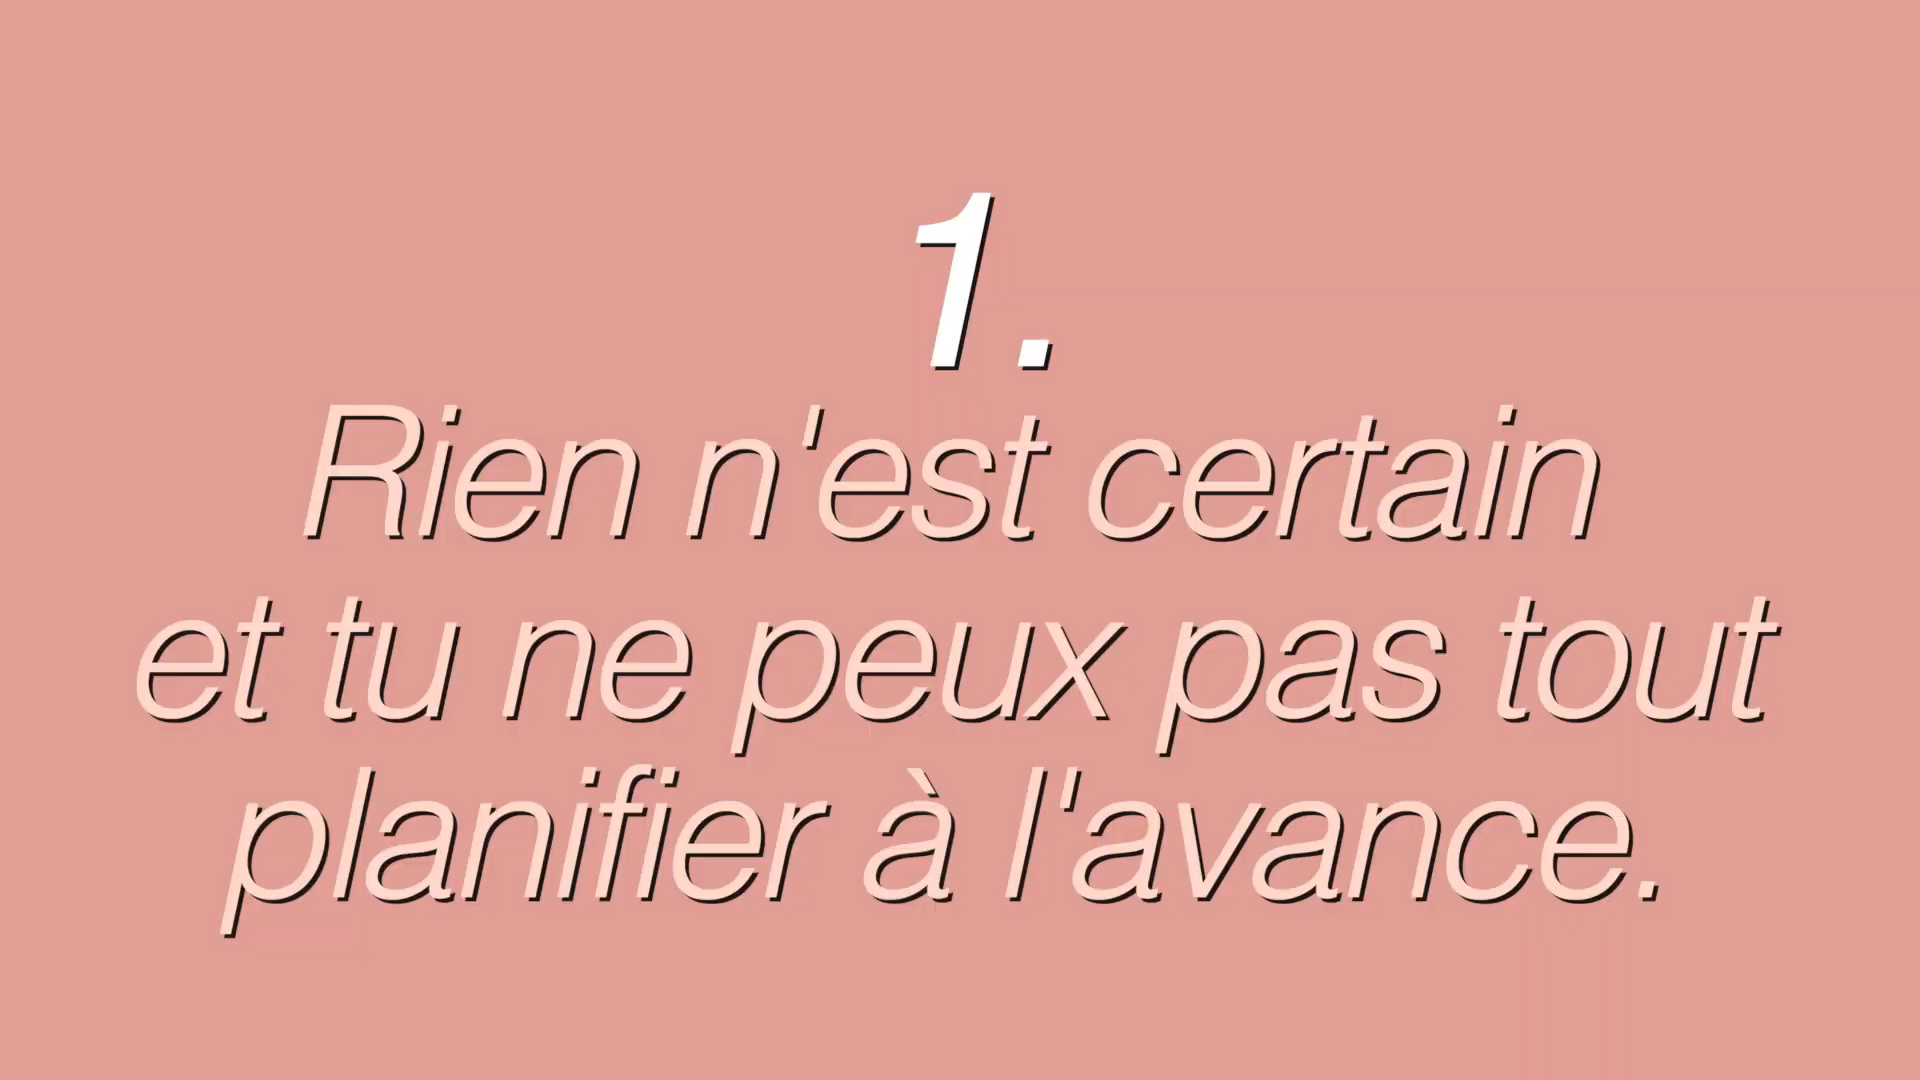 1.
Rien n'est certain
et tu ne peux pas tout
planifier à l'avance.